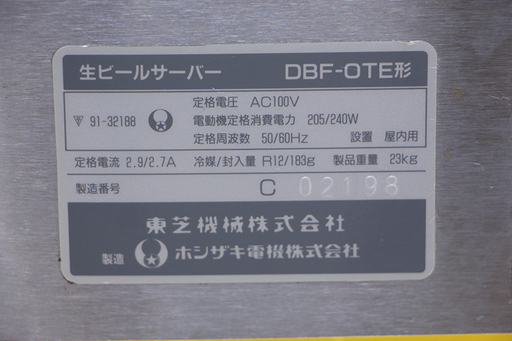 生ビールサーバー DBF-OTE形
定格電圧 AC100V
91-32188 電動機定格消費電力 205/240W
定格周波数 50/60Hz 設置 屋内用
定格電流 2.9/2.7A 冷媒/封入量 R12/183g 製品重量 23kg
製造番号 C 02198
東芝機械株式会社
製造 ホシザキ電機株式会社